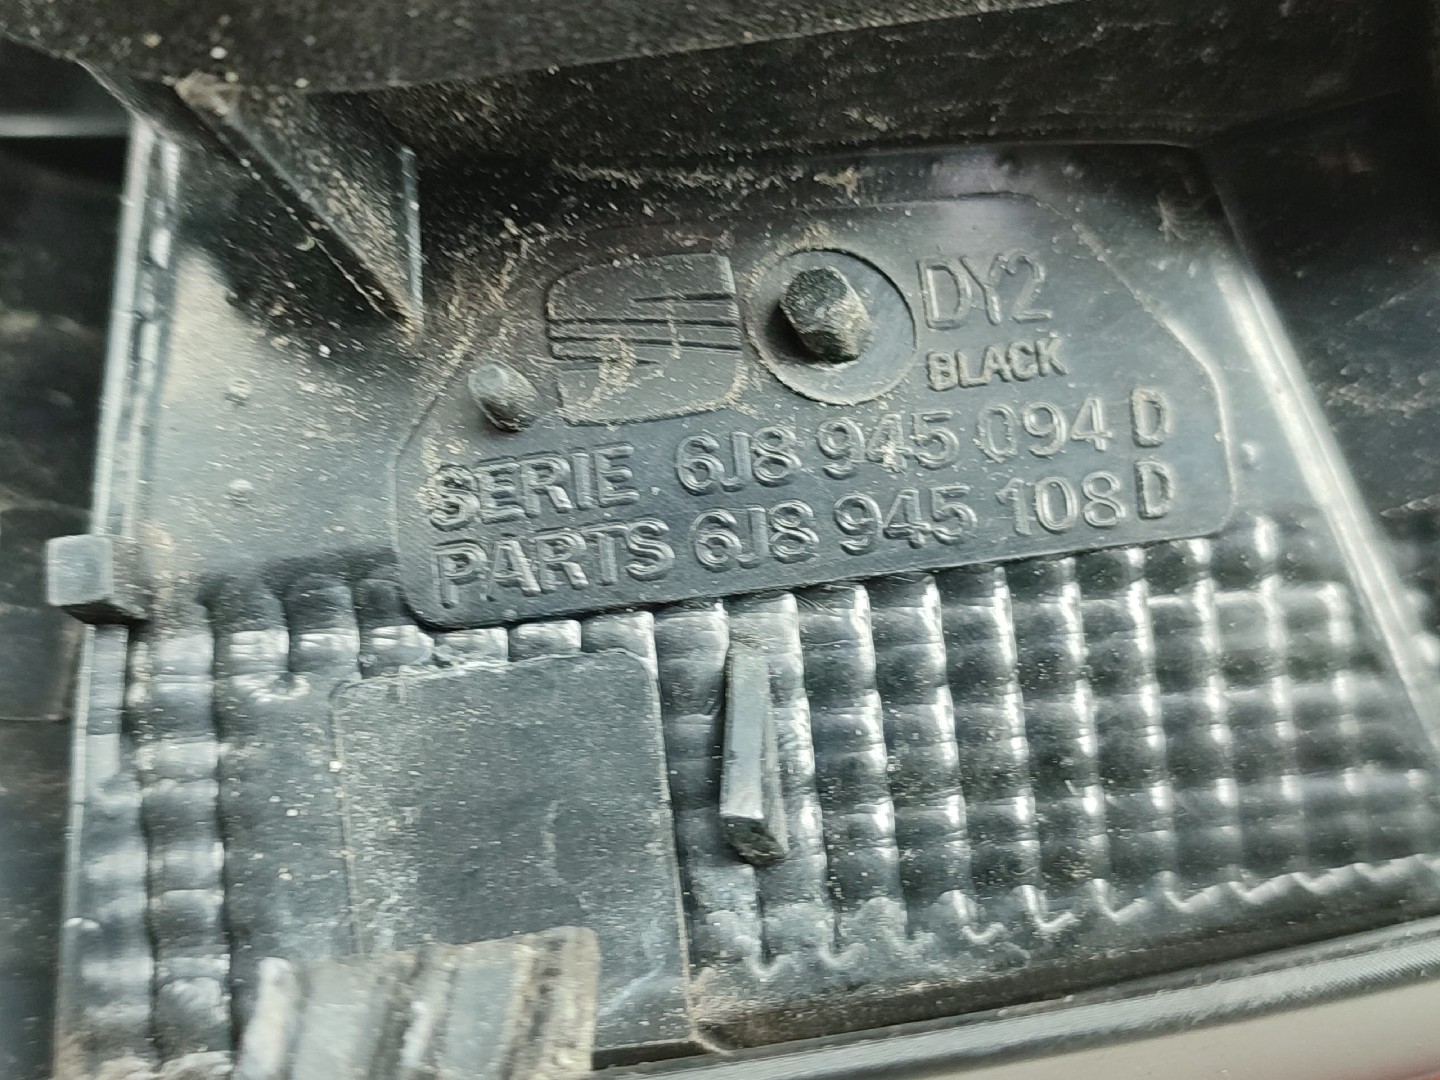 DY2
BLACK
SERIE 6J8 945 094 D
PARTS 6J8 945 108 D